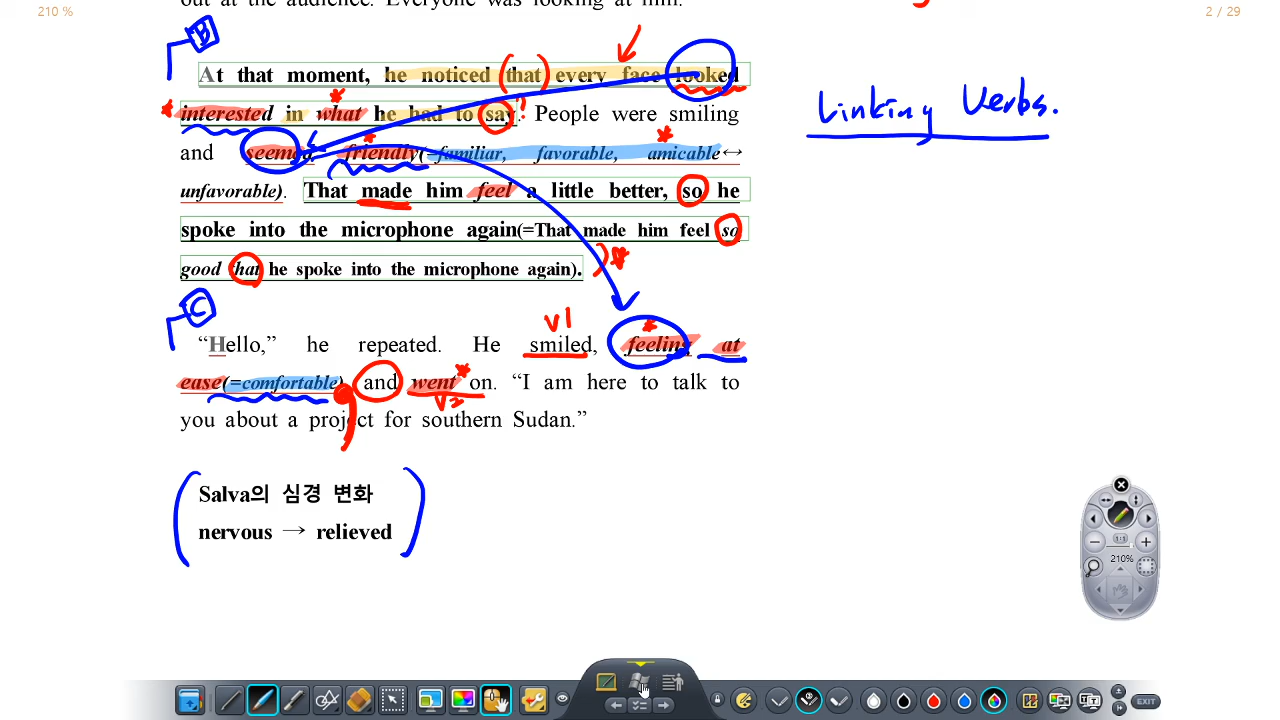 210 %
2 / 29
out at the audience. Everyone was looking at him.
B
At that moment, he noticed (that) every face looked
interested in what he had to say. People were smiling
and seemed friendly(=familiar, favorable, amicable↔
unfavorable). That made him feel a little better, so he
spoke into the microphone again(=That made him feel so
good that he spoke into the microphone again).
C
V1
“Hello,” he repeated. He smiled, feeling at
ease(=comfortable), and went on. “I am here to talk to
V2
you about a project for southern Sudan.”
Salva의 심경 변화
nervous → relieved
Linking Verbs.
1:1
210%
EXIT